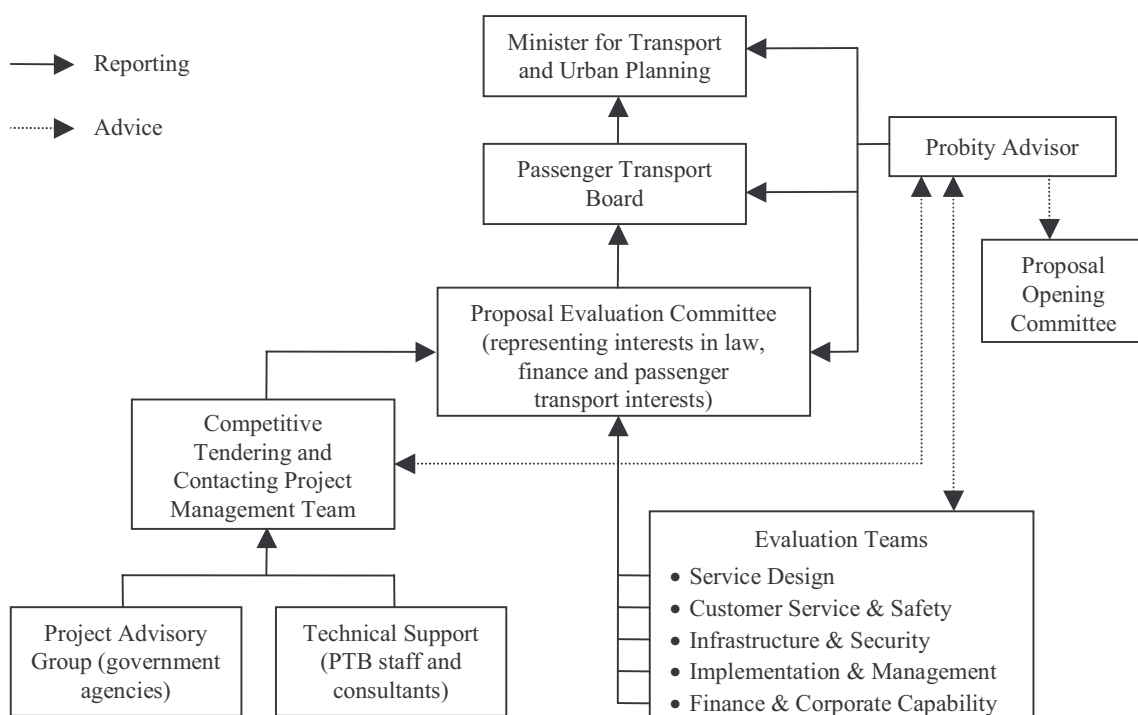 Reporting
Advice
Minister for Transport
and Urban Planning
Passenger Transport
Board
Probity Advisor
Proposal
Opening
Committee
Proposal Evaluation Committee
(representing interests in law,
finance and passenger
transport interests)
Competitive
Tendering and
Contacting Project
Management Team
Project Advisory
Group (government
agencies)
Technical Support
(PTB staff and
consultants)
Evaluation Teams
• Service Design
• Customer Service & Safety
• Infrastructure & Security
• Implementation & Management
• Finance & Corporate Capability